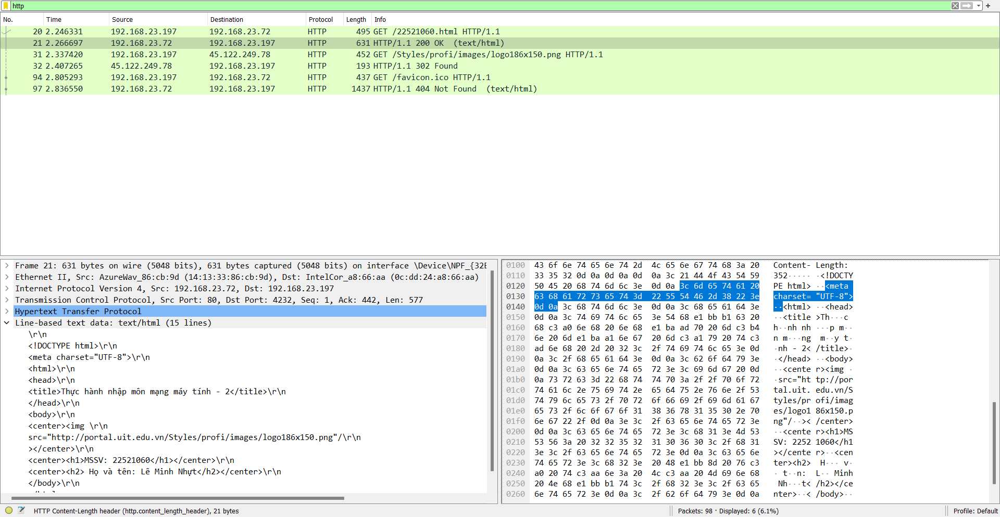 http
No. Time Source Destination Protocol Length Info
20 2.246331 192.168.23.197 192.168.23.72 HTTP 495 GET /22521060.html HTTP/1.1
21 2.266697 192.168.23.72 192.168.23.197 HTTP 631 HTTP/1.1 200 OK  (text/html)
31 2.337420 192.168.23.197 45.122.249.78 HTTP 452 GET /Styles/profi/images/logo186x150.png HTTP/1.1
32 2.407265 45.122.249.78 192.168.23.197 HTTP 193 HTTP/1.1 302 Found
94 2.805293 192.168.23.197 192.168.23.72 HTTP 437 GET /favicon.ico HTTP/1.1
97 2.836550 192.168.23.72 192.168.23.197 HTTP 1437 HTTP/1.1 404 Not Found  (text/html)
Frame 21: 631 bytes on wire (5048 bits), 631 bytes captured (5048 bits) on interface \Device\NPF_{32E
Ethernet II, Src: AzureWav_86:cb:9d (14:13:33:86:cb:9d), Dst: IntelCor_a8:66:aa (0c:dd:24:a8:66:aa)
Internet Protocol Version 4, Src: 192.168.23.72, Dst: 192.168.23.197
Transmission Control Protocol, Src Port: 80, Dst Port: 4232, Seq: 1, Ack: 442, Len: 577
Hypertext Transfer Protocol
Line-based text data: text/html (15 lines)
\r\n
<!DOCTYPE html>\r\n
<meta charset="UTF-8">\r\n
<html>\r\n
<head>\r\n
<title>Thực hành nhập môn mạng máy tính - 2</title>\r\n
</head>\r\n
<body>\r\n
<center><img \r\n
src="http://portal.uit.edu.vn/Styles/profi/images/logo186x150.png"/\r\n
></center>\r\n
<center><h1>MSSV: 22521060</h1></center>\r\n
<center><h2> Họ và tên: Lê Minh Nhựt</h2></center>\r\n
</body>\r\n
0100 43 6f 6e 74 65 6e 74 2d 4c 65 6e 67 74 68 3a 20 Content- Length: 
0110 33 35 32 0d 0a 0d 0a 0d 0a 3c 21 44 4f 43 54 59 352····· ·<!DOCTY
0120 50 45 20 68 74 6d 6c 3e 0d 0a 3c 6d 65 74 61 20 PE html> ··<meta 
0130 63 68 61 72 73 65 74 3d 22 55 54 46 2d 38 22 3e charset= "UTF-8">
0140 0d 0a 3c 68 74 6d 6c 3e 0d 0a 3c 68 65 61 64 3e ··<html> ··<head>
0150 0d 0a 3c 74 69 74 6c 65 3e 54 68 e1 bb b1 63 20 ··<title >Th···c 
0160 68 c3 a0 6e 68 20 6e 68 e1 ba ad 70 20 6d c3 b4 h··nh nh ···p m··
0170 6e 20 6d e1 ba a1 6e 67 20 6d c3 a1 79 20 74 c3 n m···ng m··y t·
0180 ad 6e 68 20 2d 20 32 3c 2f 74 69 74 6c 65 3e 0d ·nh - 2< /title>·
0190 0a 3c 2f 68 65 61 64 3e 0d 0a 3c 62 6f 64 79 3e ·</head> ··<body>
01a0 0d 0a 3c 63 65 6e 74 65 72 3e 3c 69 6d 67 20 0d ··<cente r><img ·
01b0 0a 73 72 63 3d 22 68 74 74 70 3a 2f 2f 70 6f 72 ·src="ht tp://por
01c0 74 61 6c 2e 75 69 74 2e 65 64 75 2e 76 6e 2f 53 tal.uit. edu.vn/S
01d0 74 79 6c 65 73 2f 70 72 6f 66 69 2f 69 6d 61 67 tyles/pr ofi/imag
01e0 65 73 2f 6c 6f 67 6f 31 38 36 78 31 35 30 2e 70 es/logo1 86x150.p
01f0 6e 67 22 2f 0d 0a 3e 3c 2f 63 65 6e 74 65 72 3e ng"/··>< /center>
0200 0d 0a 3c 63 65 6e 74 65 72 3e 3c 68 31 3e 4d 53 ··<cente r><h1>MS
0210 53 56 3a 20 32 32 35 32 31 30 36 30 3c 2f 68 31 SV: 2252 1060</h1
0220 3e 3c 2f 63 65 6e 74 65 72 3e 0d 0a 3c 63 65 6e ></cente r>··<cen
0230 74 65 72 3e 3c 68 32 3e 20 48 e1 bb 8d 20 76 c3 ter><h2>  H··· v·
0240 a0 20 74 c3 aa 6e 3a 20 4c c3 aa 20 4d 69 6e 68 · t··n:  L·· Minh
0250 20 4e 68 e1 bb b1 74 3c 2f 68 32 3e 3c 2f 63 65  Nh···t< /h2></ce
0260 6e 74 65 72 3e 0d 0a 3c 2f 62 6f 64 79 3e 0d 0a nter>··< /body>··
HTTP Content-Length header (http.content_length_header), 21 bytes
Packets: 98 · Displayed: 6 (6.1%)
Profile: Default